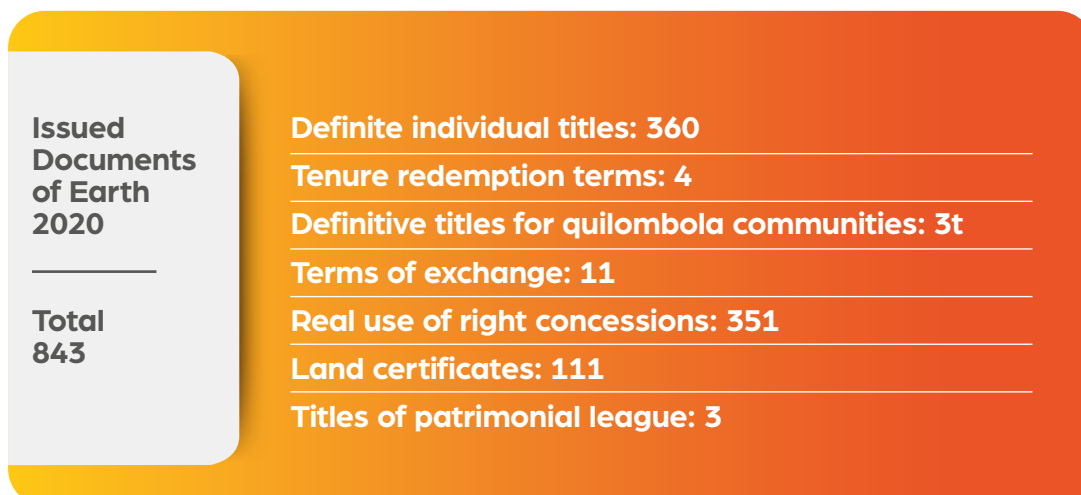 Issued
Documents
of Earth
2020
Total
843
Definite individual titles: 360
Tenure redemption terms: 4
Definitive titles for quilombola communities: 3t
Terms of exchange: 11
Real use of right concessions: 351
Land certificates: 111
Titles of patrimonial league: 3